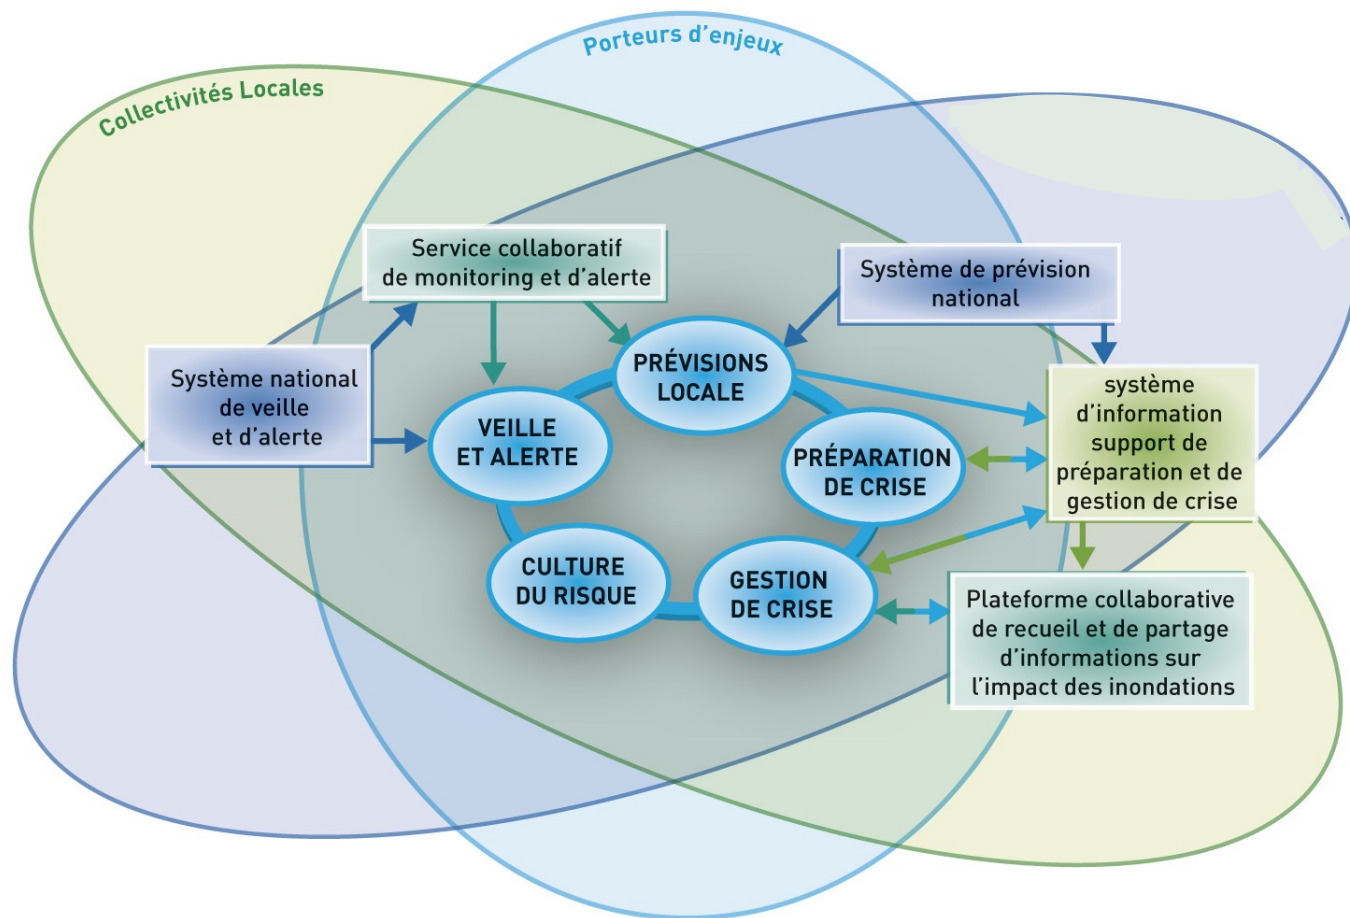 Porteurs d'enjeux
Collectivités Locales
Service collaboratif
de monitoring et d'alerte
Système de prévision
national
Système national
de veille
et d'alerte
PRÉVISIONS
LOCALE
VEILLE
ET ALERTE
PRÉPARATION
DE CRISE
système
d'information
support de
préparation et de
gestion de crise
CULTURE
DU RISQUE
GESTION
DE CRISE
Plateforme collaborative
de recueil et de partage
d'informations sur
l'impact des inondations